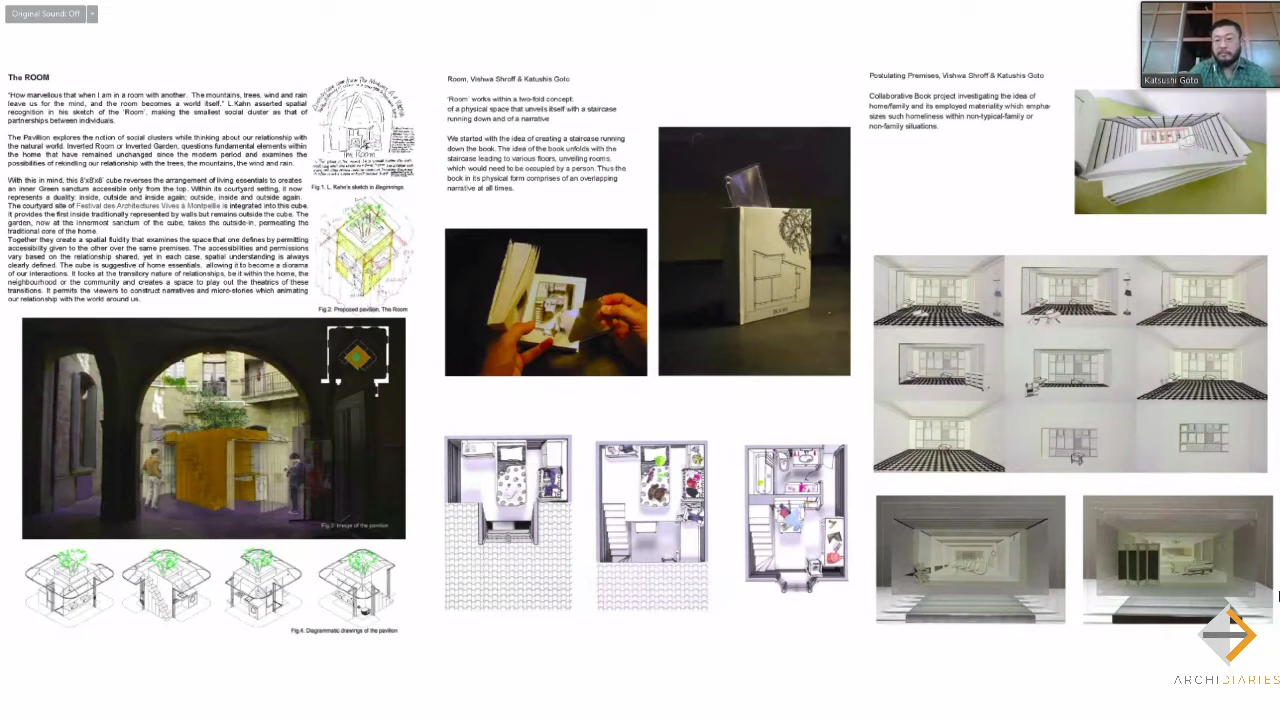 Original Sound: Off
Katsushi Goto
The ROOM
"How marvellous that when I am in a room with another. The mountains, trees, wind and rain
leave us for the mind, and the room becomes a world itself." L.Kahn asserted spatial
recognition in his sketch of the 'Room', making the smallest social cluster as that of
partnerships between individuals.
The Pavilion explores the notion of social clusters while thinking about our relationship with
the natural world. Inverted Room or Inverted Garden, questions fundamental elements within
the home that have remained unchanged since the modern period and examines the
possibilities of rekindling our relationship with the trees, the mountains, the wind and rain.
With this in mind, this 8'x8'x8' cube reverses the arrangement of living essentials to creates
an inner Green sanctum accessible only from the top. Within its courtyard setting, it now
represents a duality: inside, outside and inside again; outside, inside and outside again.
The courtyard site of Festival des Architectures Vives à Montpellie is integrated into this cube.
It provides the first inside traditionally represented by walls but remains outside the cube. The
garden, now at the innermost sanctum of the cube, takes the outside-in, permeating the
traditional core of the home.
Together they create a spatial fluidity that examines the space that one defines by permitting
accessibility given to the other over the same premises. The accessibilities and permissions
vary based on the relationship shared, yet in each case, spatial understanding is always
clearly defined. The cube is suggestive of home essentials, allowing it to become a diorama
of our interactions. It looks at the transitory nature of relationships, be it within the home, the
neighbourhood or the community and creates a space to play out the theatrics of these
transitions. It permits the viewers to construct narratives and micro-stories which animating
our relationship with the world around us.
The Room
Fig.1. L. Kahn's sketch in Beginnings.
Fig.2. Proposed pavilion, The Room
Fig.3. Image of the pavilion
Fig.4. Diagrammatic drawings of the pavilion
Room, Vishwa Shroff & Katushis Goto
'Room' works within a two-fold concept:
of a physical space that unveils itself with a staircase
running down and of a narrative
We started with the idea of creating a staircase running
down the book. The idea of the book unfolds with the
staircase leading to various floors, unveiling rooms,
which would need to be occupied by a person. Thus the
book in its physical form comprises of an overlapping
narrative at all times.
ROOM
Postulating Premises, Vishwa Shroff & Katushis Goto
Collaborative Book project investigating the idea of
home/family and its employed materiality which empha-
sizes such homeliness within non-typical-family or
non-family situations.
ARCHIDIARIES